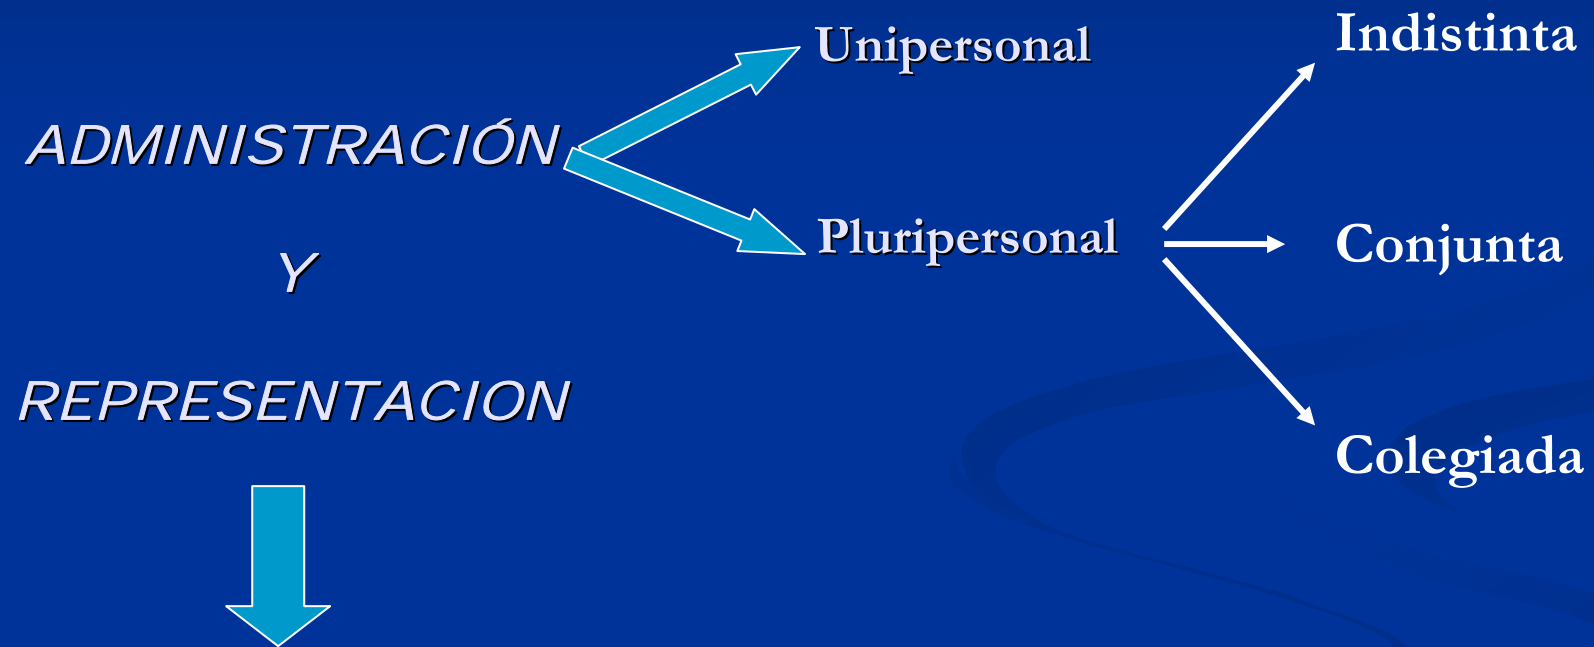 ADMINISTRACIÓN
Y
REPRESENTACION
Unipersonal
Pluripersonal
Indistinta
Conjunta
Colegiada